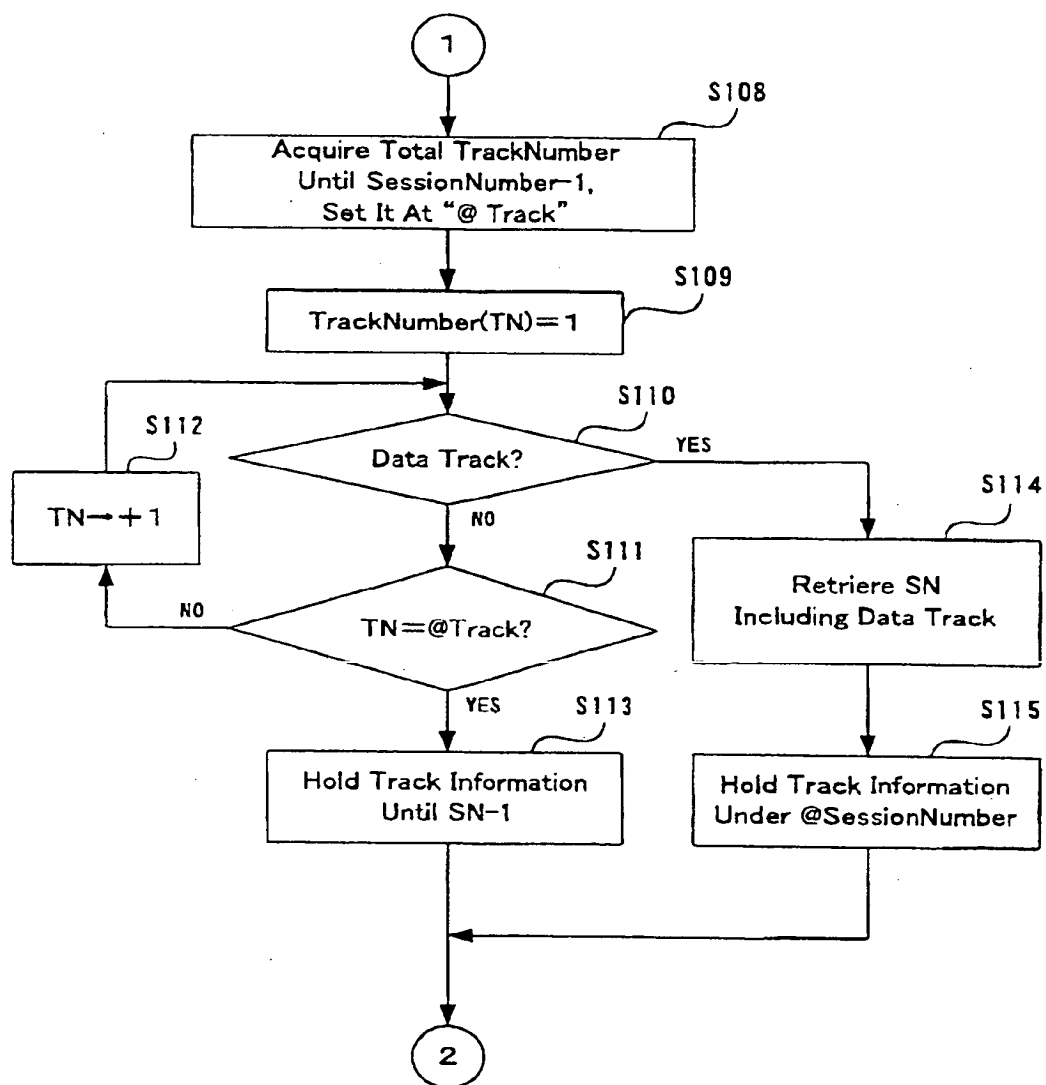 1
S108
Acquire Total TrackNumber
Until SessionNumber-1,
Set It At "@ Track"
S109
TrackNumber(TN)=1
S110
Data Track?
YES
NO
S112
TN→+1
S111
TN=@Track?
NO
YES
S114
Retriere SN
Including Data Track
S113
Hold Track Information
Until SN-1
S115
Hold Track Information
Under @SessionNumber
2